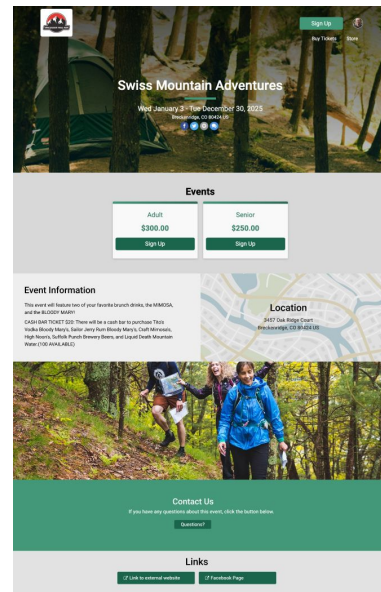 Sign Up
Buy Tickets Store
Swiss Mountain Adventures
Wed January 3 - Tue December 30, 2025
Breckenridge, CO 80424 US
Events
Adult
$300.00
Sign Up
Senior
$250.00
Sign Up
Event Information
This event will feature two of your favorite brunch drinks, the MIMOSA,
and the BLOODY MARY!
CASH BAR TICKET $20: There will be a cash bar to purchase Tito's
Vodka Bloody Mary's, Sailor Jerry Rum Bloody Mary's, Craft Mimosas,
High Noon's, Suffolk Punch Brewery Beers, and Liquid Death Mountain
Water (100 AVAILABLE)
Location
3457 Oak Ridge Court
Breckenridge, CO 80424 US
Contact Us
If you have any questions about this event, click the button below.
Questions?
Links
Link to external website
Facebook Page